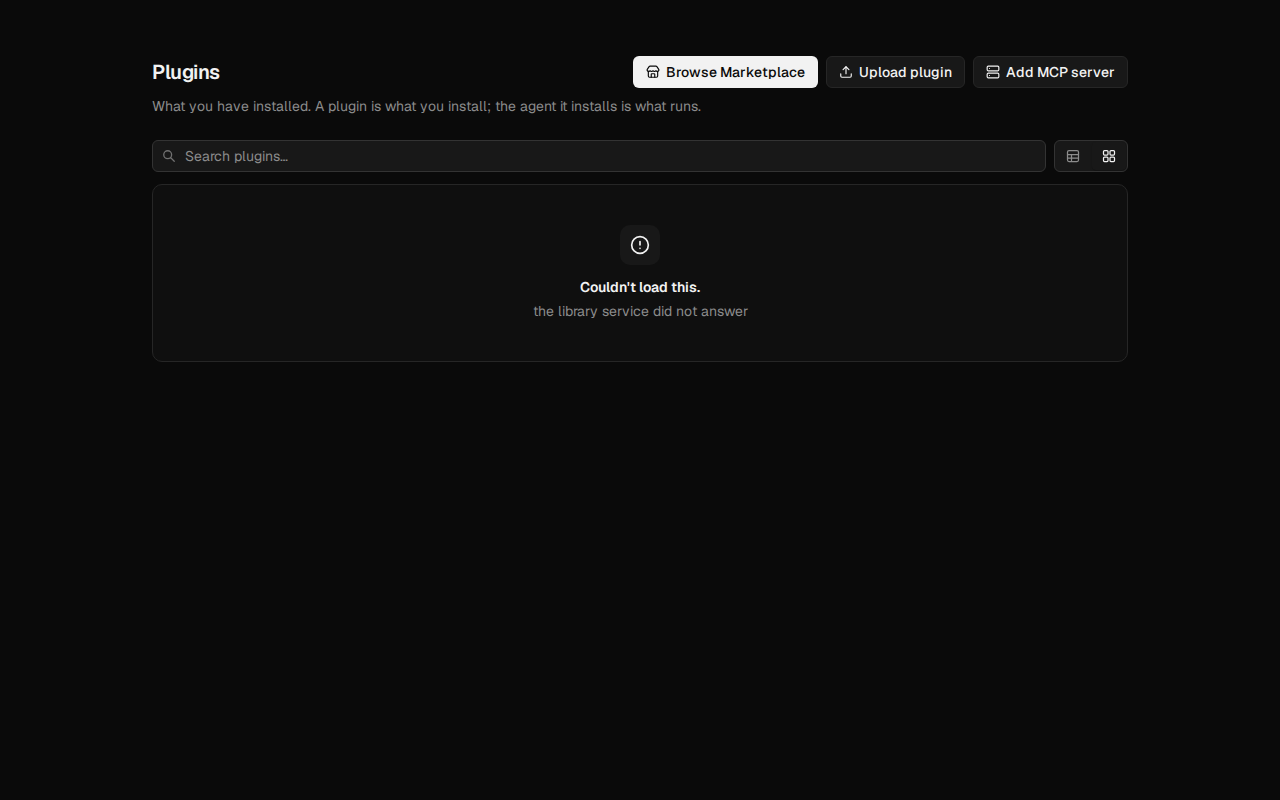 Plugins
Browse Marketplace
Upload plugin
Add MCP server
What you have installed. A plugin is what you install; the agent it installs is what runs.
Search plugins...
Couldn't load this.
the library service did not answer